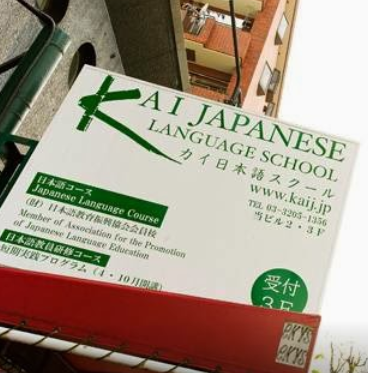 KAI JAPANESE
LANGUAGE SCHOOL
カイ日本語スクール
www.kaij.jp
TEL 03-3205-1356
当ビル2・3F
日本語コース
Japanese Language Course
(財)日本語教育振興協会会員校
Member of Association for the Promotion
of Japanese Language Education
日本語教員研修コース
短期実践プログラム(4・10月開講)
受付
3F